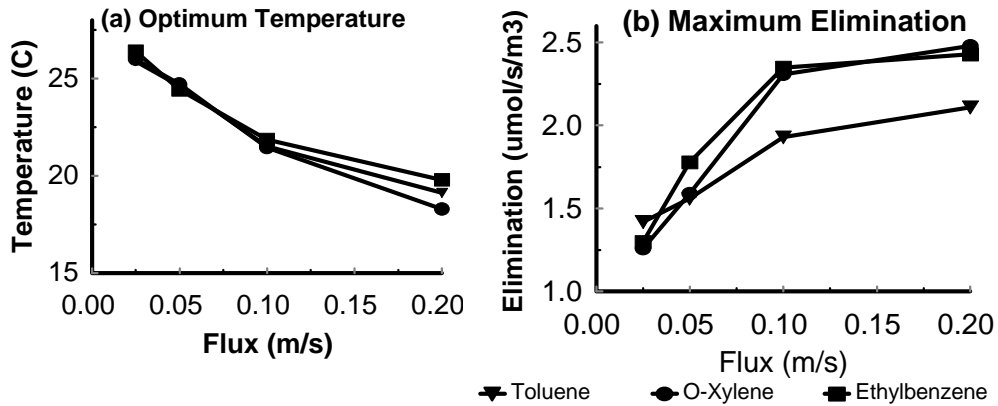 (a) Optimum Temperature
Temperature (C)
25
20
15
0.00 0.05 0.10 0.15 0.20
Flux (m/s)
(b) Maximum Elimination
Elimination (umol/s/m3)
2.5
2.0
1.5
1.0
0.00 0.05 0.10 0.15 0.20
Flux (m/s)
Toluene O-Xylene Ethylbenzene